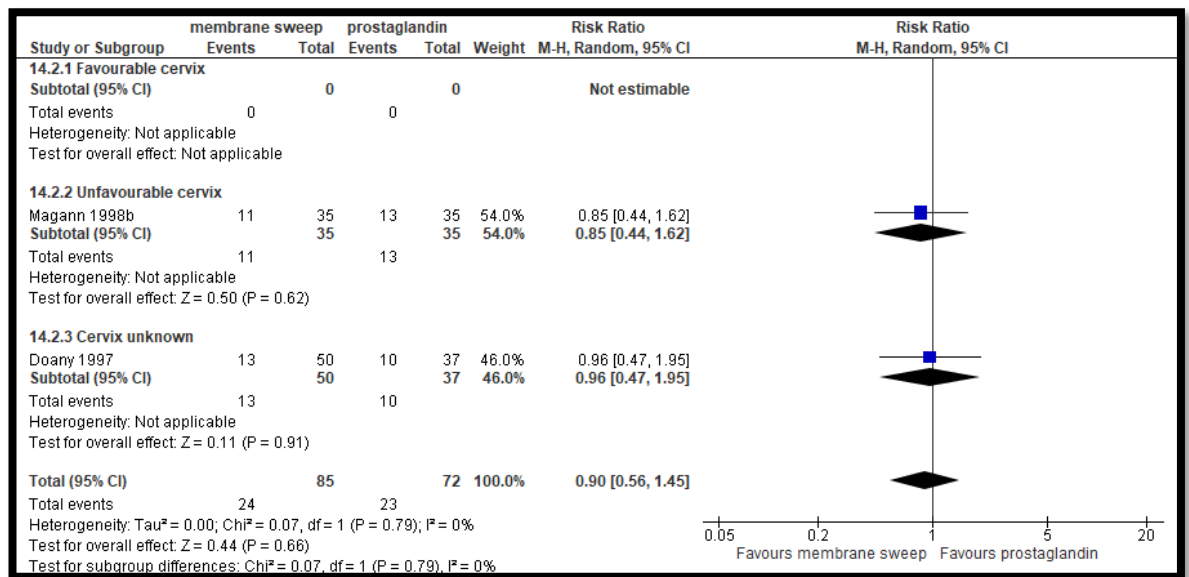 membrane sweep prostaglandin Risk Ratio Risk Ratio
Study or Subgroup Events Total Events Total Weight M-H, Random, 95% CI M-H, Random, 95% CI
14.2.1 Favourable cervix
Subtotal (95% CI) 0 0 Not estimable
Total events 0 0
Heterogeneity: Not applicable
Test for overall effect: Not applicable
14.2.2 Unfavourable cervix
Magann 1998b 11 35 13 35 54.0% 0.85 [0.44, 1.62]
Subtotal (95% CI) 35 35 54.0% 0.85 [0.44, 1.62]
Total events 11 13
Heterogeneity: Not applicable
Test for overall effect: Z = 0.50 (P = 0.62)
14.2.3 Cervix unknown
Doany 1997 13 50 10 37 46.0% 0.96 [0.47, 1.95]
Subtotal (95% CI) 50 37 46.0% 0.96 [0.47, 1.95]
Total events 13 10
Heterogeneity: Not applicable
Test for overall effect: Z = 0.11 (P = 0.91)
Total (95% CI) 85 72 100.0% 0.90 [0.56, 1.45]
Total events 24 23
Heterogeneity: Tau² = 0.00; Chi² = 0.07, df = 1 (P = 0.79); I² = 0%
Test for overall effect: Z = 0.44 (P = 0.66)
Test for subgroup differences: Chi² = 0.07, df = 1 (P = 0.79), I² = 0%
0.05 0.2 1 5 20
Favours membrane sweep Favours prostaglandin